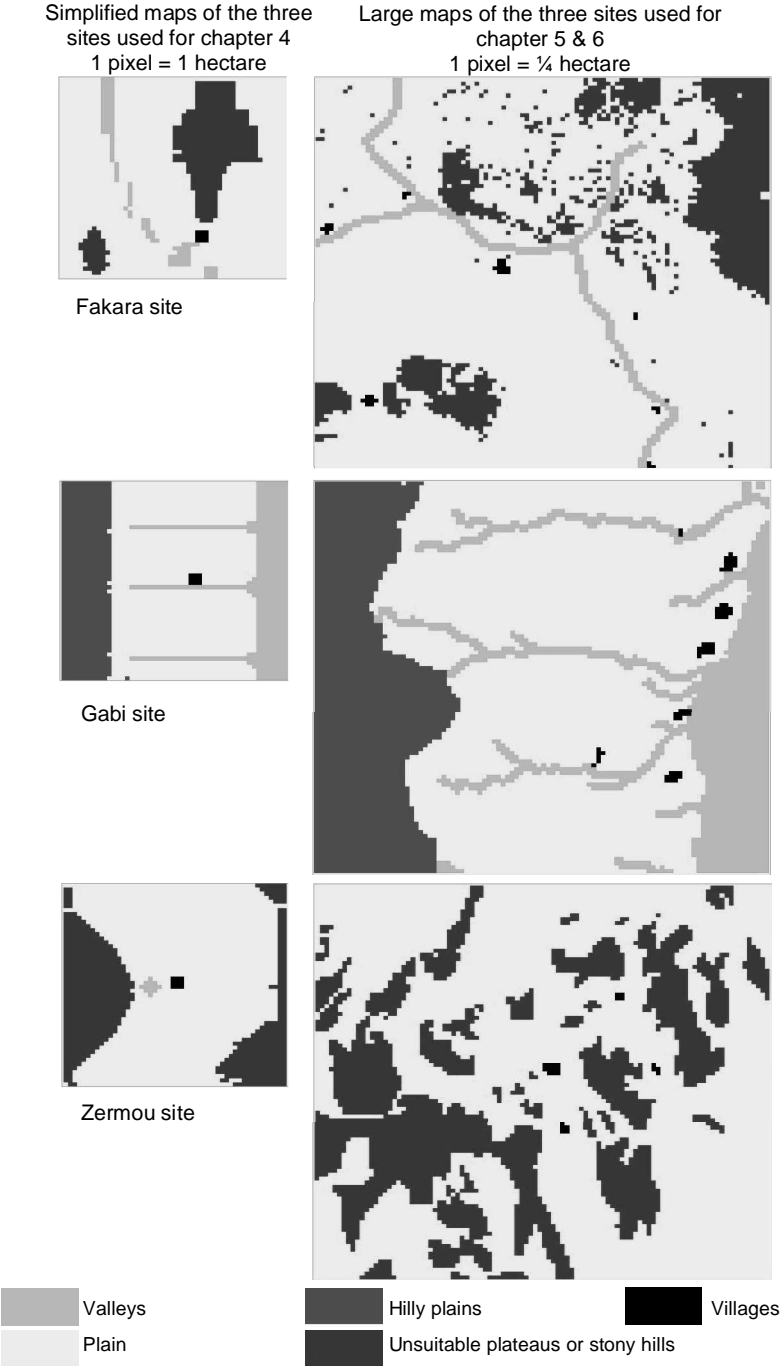 Simplified maps of the three
sites used for chapter 4
1 pixel = 1 hectare
Large maps of the three sites used for
chapter 5 & 6
1 pixel = ¼ hectare
Fakara site
Gabi site
Zermou site
Valleys
Hilly plains
Villages
Plain
Unsuitable plateaus or stony hills